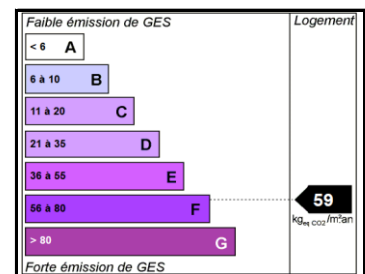 Faible émission de GES
Logement
< 6 A
6 à 10 B
11 à 20 C
21 à 35 D
36 à 55 E
56 à 80 F
59
kgeq CO2 /m².an
> 80 G
Forte émission de GES